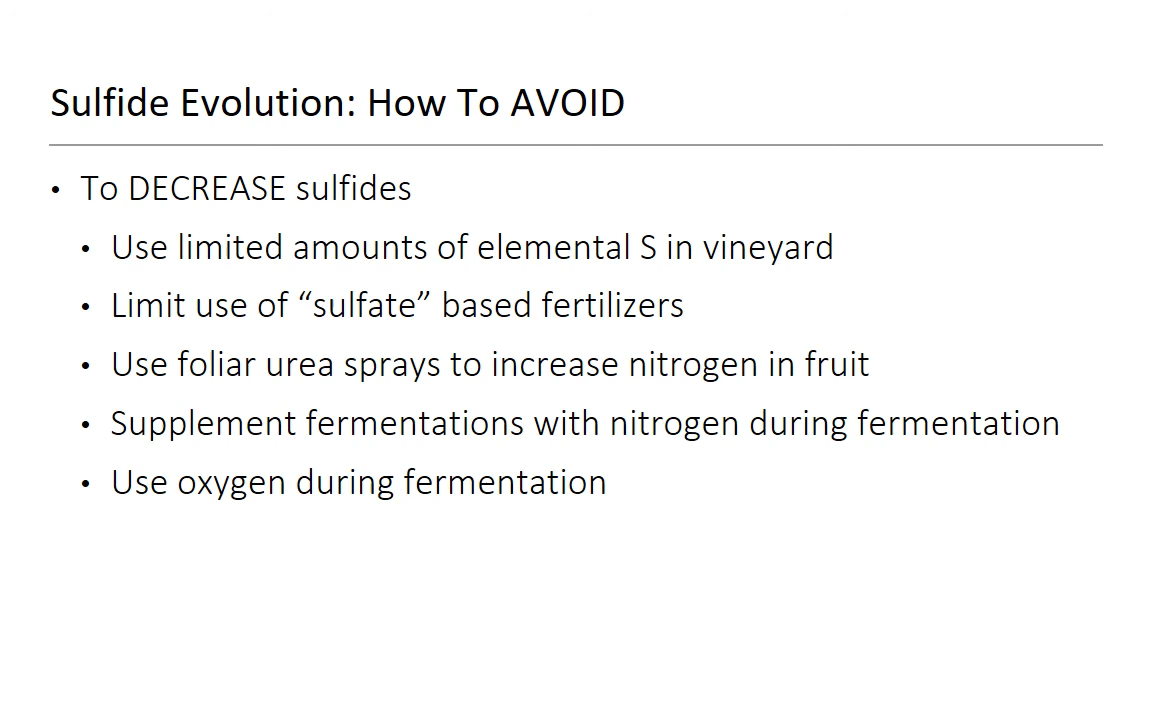 Sulfide Evolution: How To AVOID
• To DECREASE sulfides
• Use limited amounts of elemental S in vineyard
• Limit use of “sulfate” based fertilizers
• Use foliar urea sprays to increase nitrogen in fruit
• Supplement fermentations with nitrogen during fermentation
• Use oxygen during fermentation